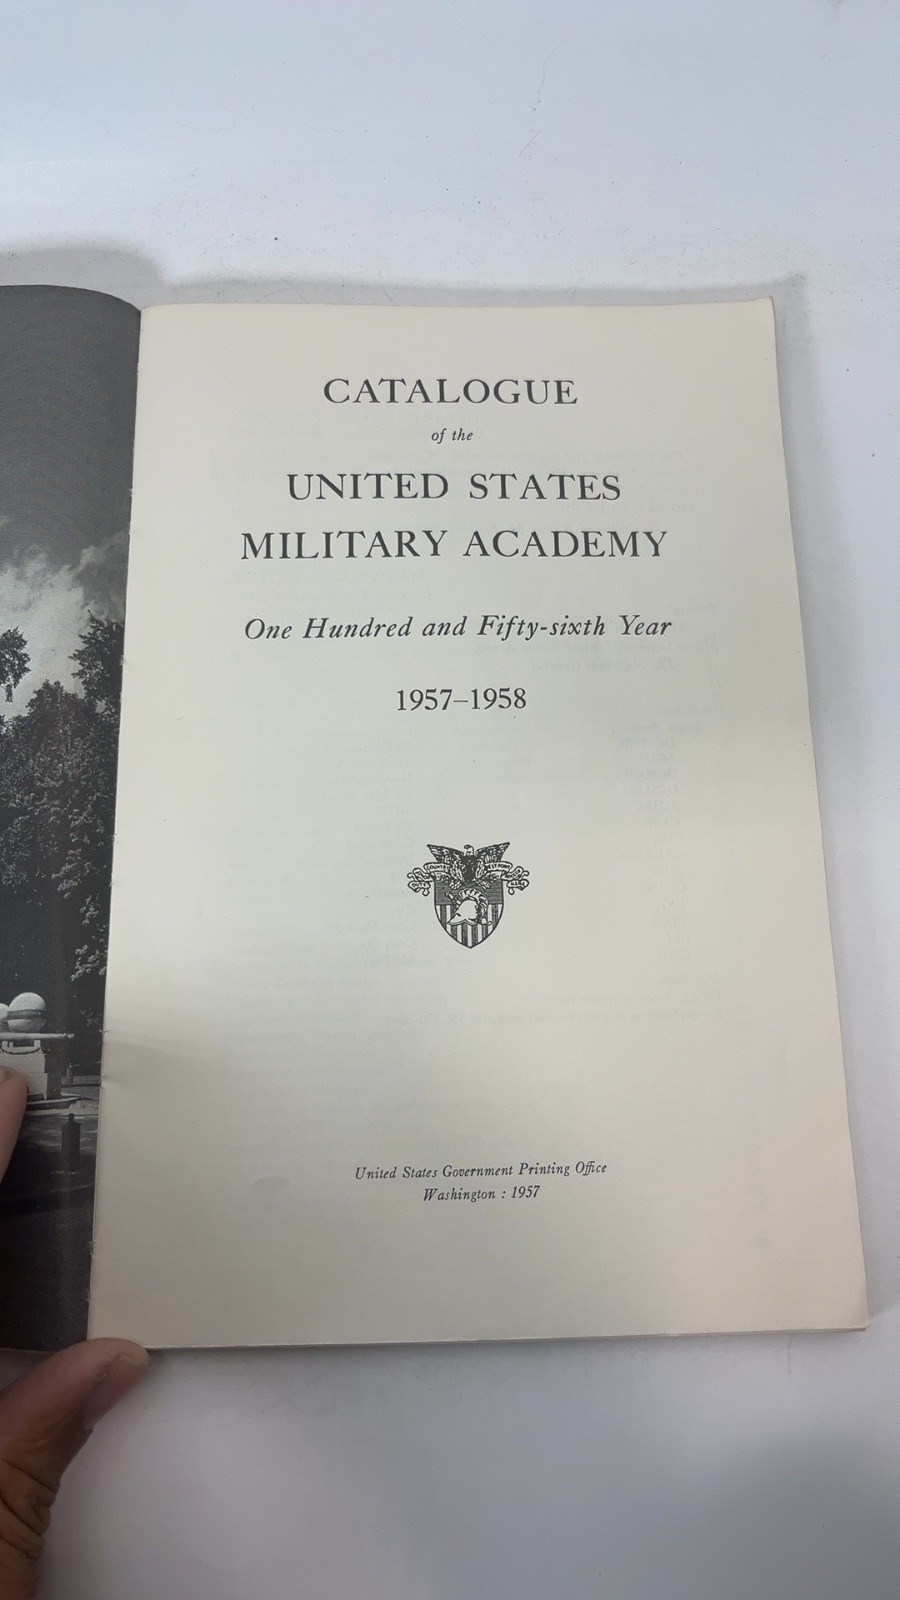 CATALOGUE
of the
UNITED STATES
MILITARY ACADEMY
One Hundred and Fifty-sixth Year
1957–1958
United States Government Printing Office
Washington : 1957